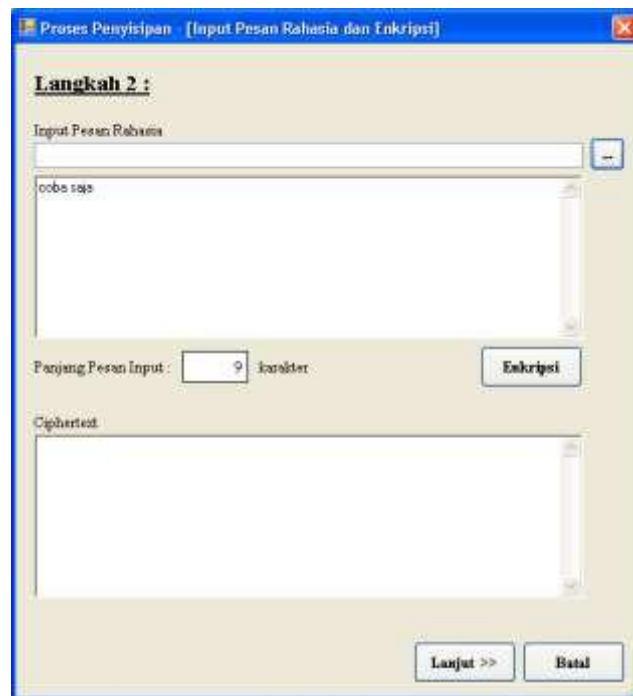 Proses Penyisipan - [Input Pesan Rahasia dan Enkripsi]
Langkah 2 :
Input Pesan Rahasia
...
coba saja
Panjang Pesan Input : 9 karakter
Enkripsi
Ciphertext
Lanjut >> Batal